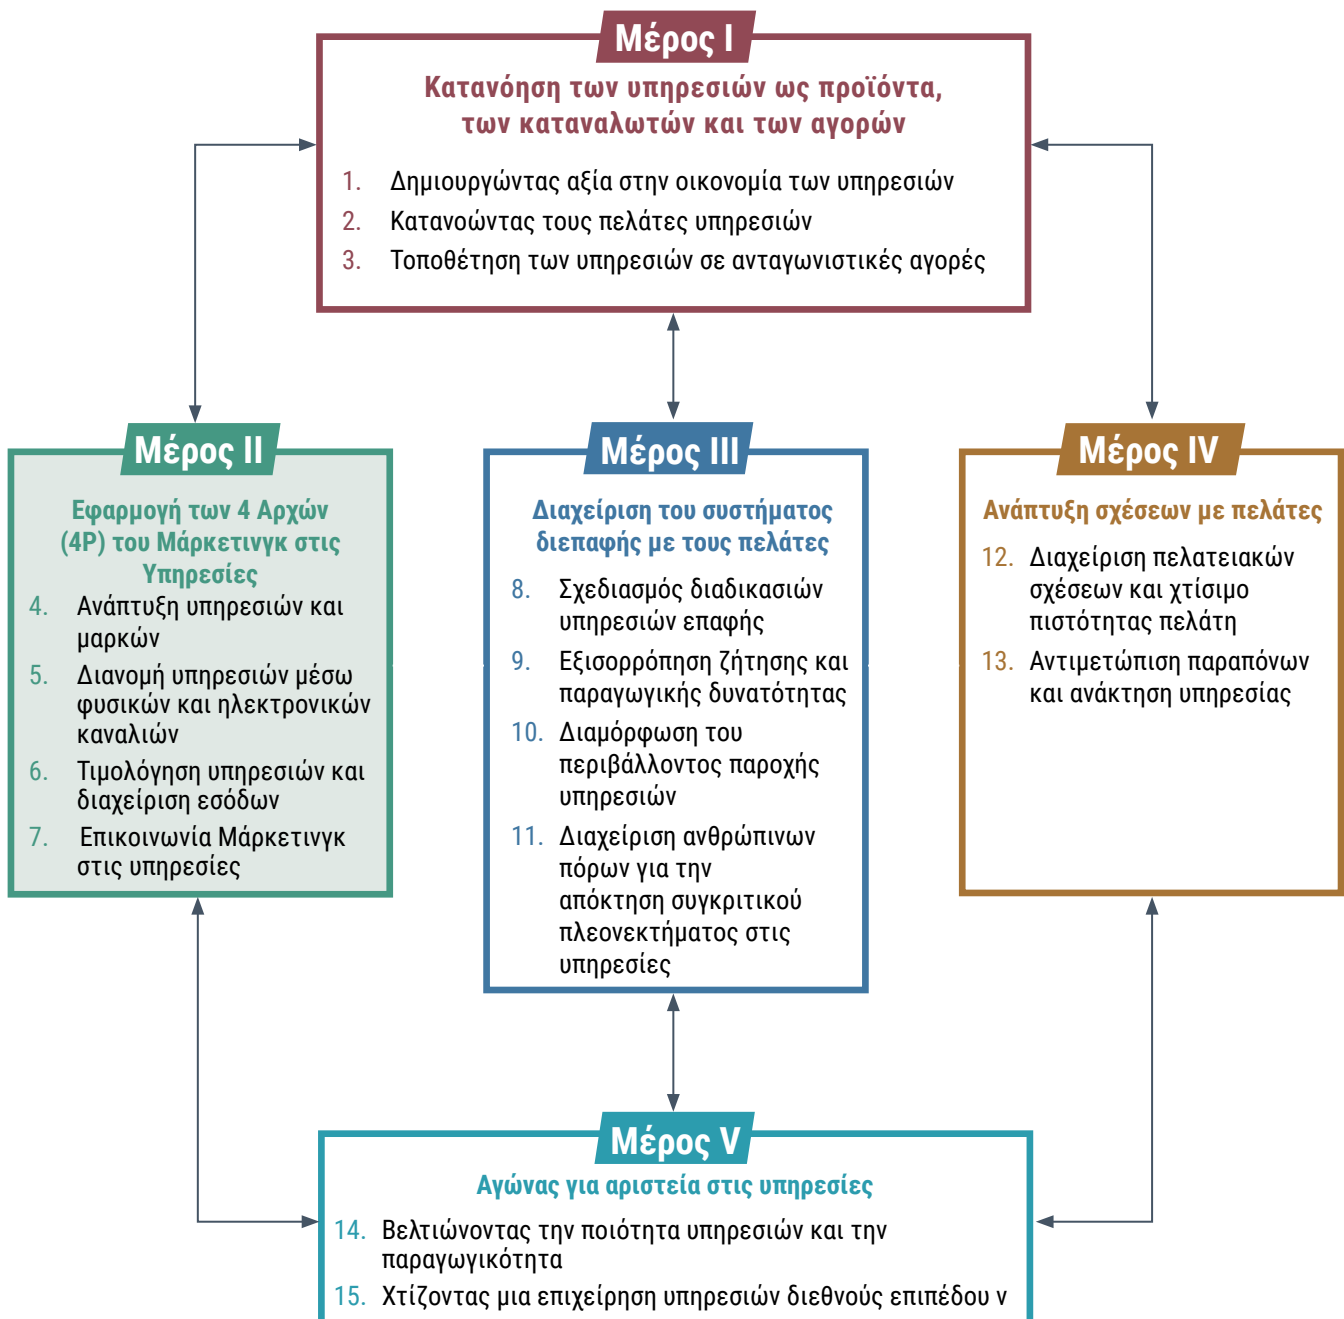 Μέρος I
Κατανόηση των υπηρεσιών ως προϊόντα,
των καταναλωτών και των αγορών
1. Δημιουργώντας αξία στην οικονομία των υπηρεσιών
2. Κατανοώντας τους πελάτες υπηρεσιών
3. Τοποθέτηση των υπηρεσιών σε ανταγωνιστικές αγορές
Μέρος II
Εφαρμογή των 4 Αρχών
(4P) του Μάρκετινγκ στις
Υπηρεσίες
4. Ανάπτυξη υπηρεσιών και
μαρκών
5. Διανομή υπηρεσιών μέσω
φυσικών και ηλεκτρονικών
καναλιών
6. Τιμολόγηση υπηρεσιών και
διαχείριση εσόδων
7. Επικοινωνία Μάρκετινγκ
στις υπηρεσίες
Μέρος III
Διαχείριση του συστήματος
διεπαφής με τους πελάτες
8. Σχεδιασμός διαδικασιών
υπηρεσιών επαφής
9. Εξισορρόπηση ζήτησης και
παραγωγικής δυνατότητας
10. Διαμόρφωση του
περιβάλλοντος παροχής
υπηρεσιών
11. Διαχείριση ανθρώπινων
πόρων για την
απόκτηση συγκριτικού
πλεονεκτήματος στις
υπηρεσίες
Μέρος IV
Ανάπτυξη σχέσεων με πελάτες
12. Διαχείριση πελατειακών
σχέσεων και χτίσιμο
πιστότητας πελάτη
13. Αντιμετώπιση παραπόνων
και ανάκτηση υπηρεσίας
Μέρος V
Αγώνας για αριστεία στις υπηρεσίες
14. Βελτιώνοντας την ποιότητα υπηρεσιών και την
παραγωγικότητα
15. Χτίζοντας μια επιχείρηση υπηρεσιών διεθνούς επιπέδου ν